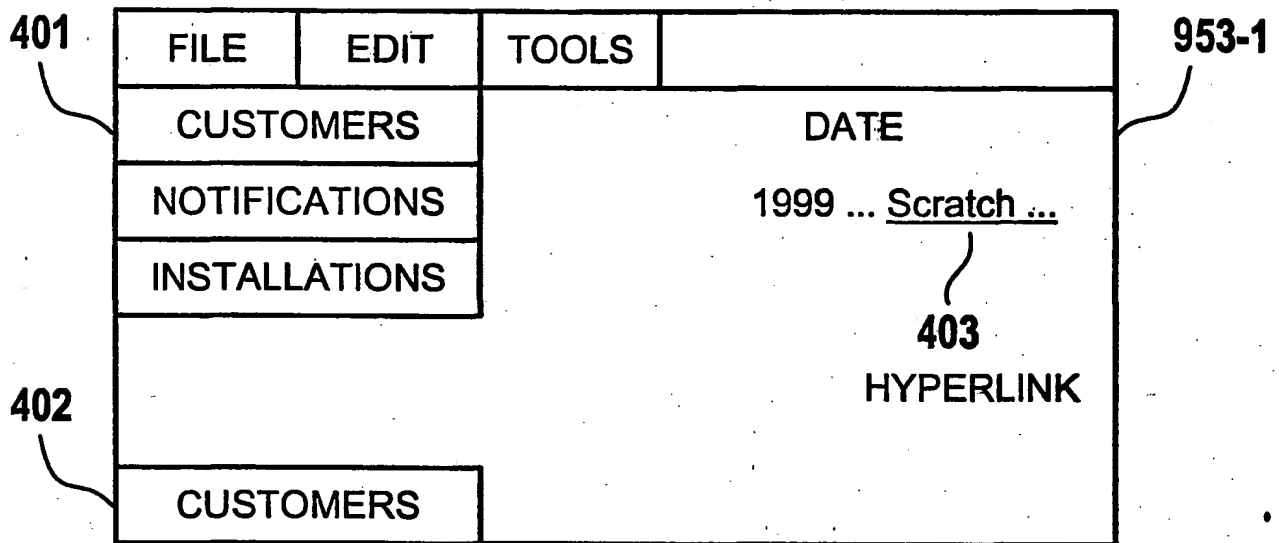 401 FILE EDIT TOOLS 953-1
CUSTOMERS DATE
NOTIFICATIONS 1999 ... Scratch ...
INSTALLATIONS
403
HYPERLINK
402
CUSTOMERS